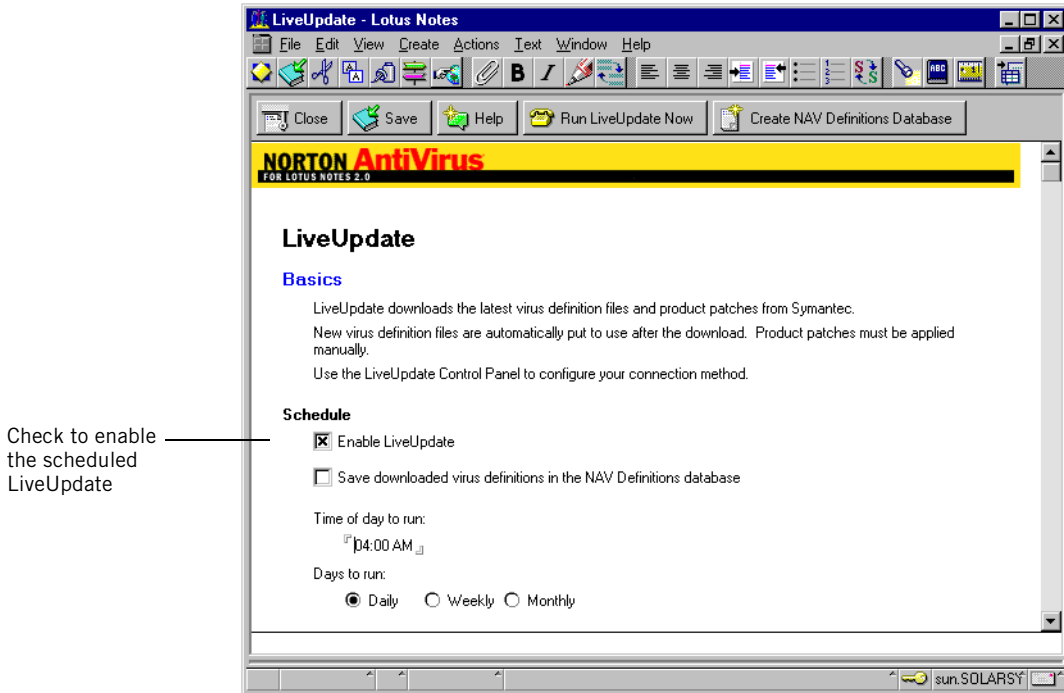 LiveUpdate - Lotus Notes
File Edit View Create Actions Text Window Help
Close Save Help Run LiveUpdate Now Create NAV Definitions Database
NORTON AntiVirus
FOR LOTUS NOTES 2.0
LiveUpdate
Basics
LiveUpdate downloads the latest virus definition files and product patches from Symantec.
New virus definition files are automatically put to use after the download. Product patches must be applied
manually.
Use the LiveUpdate Control Panel to configure your connection method.
Schedule
Check to enable
the scheduled
LiveUpdate
Enable LiveUpdate
Save downloaded virus definitions in the NAV Definitions database
Time of day to run:
04:00 AM
Days to run:
Daily Weekly Monthly
sun.SOLARSY